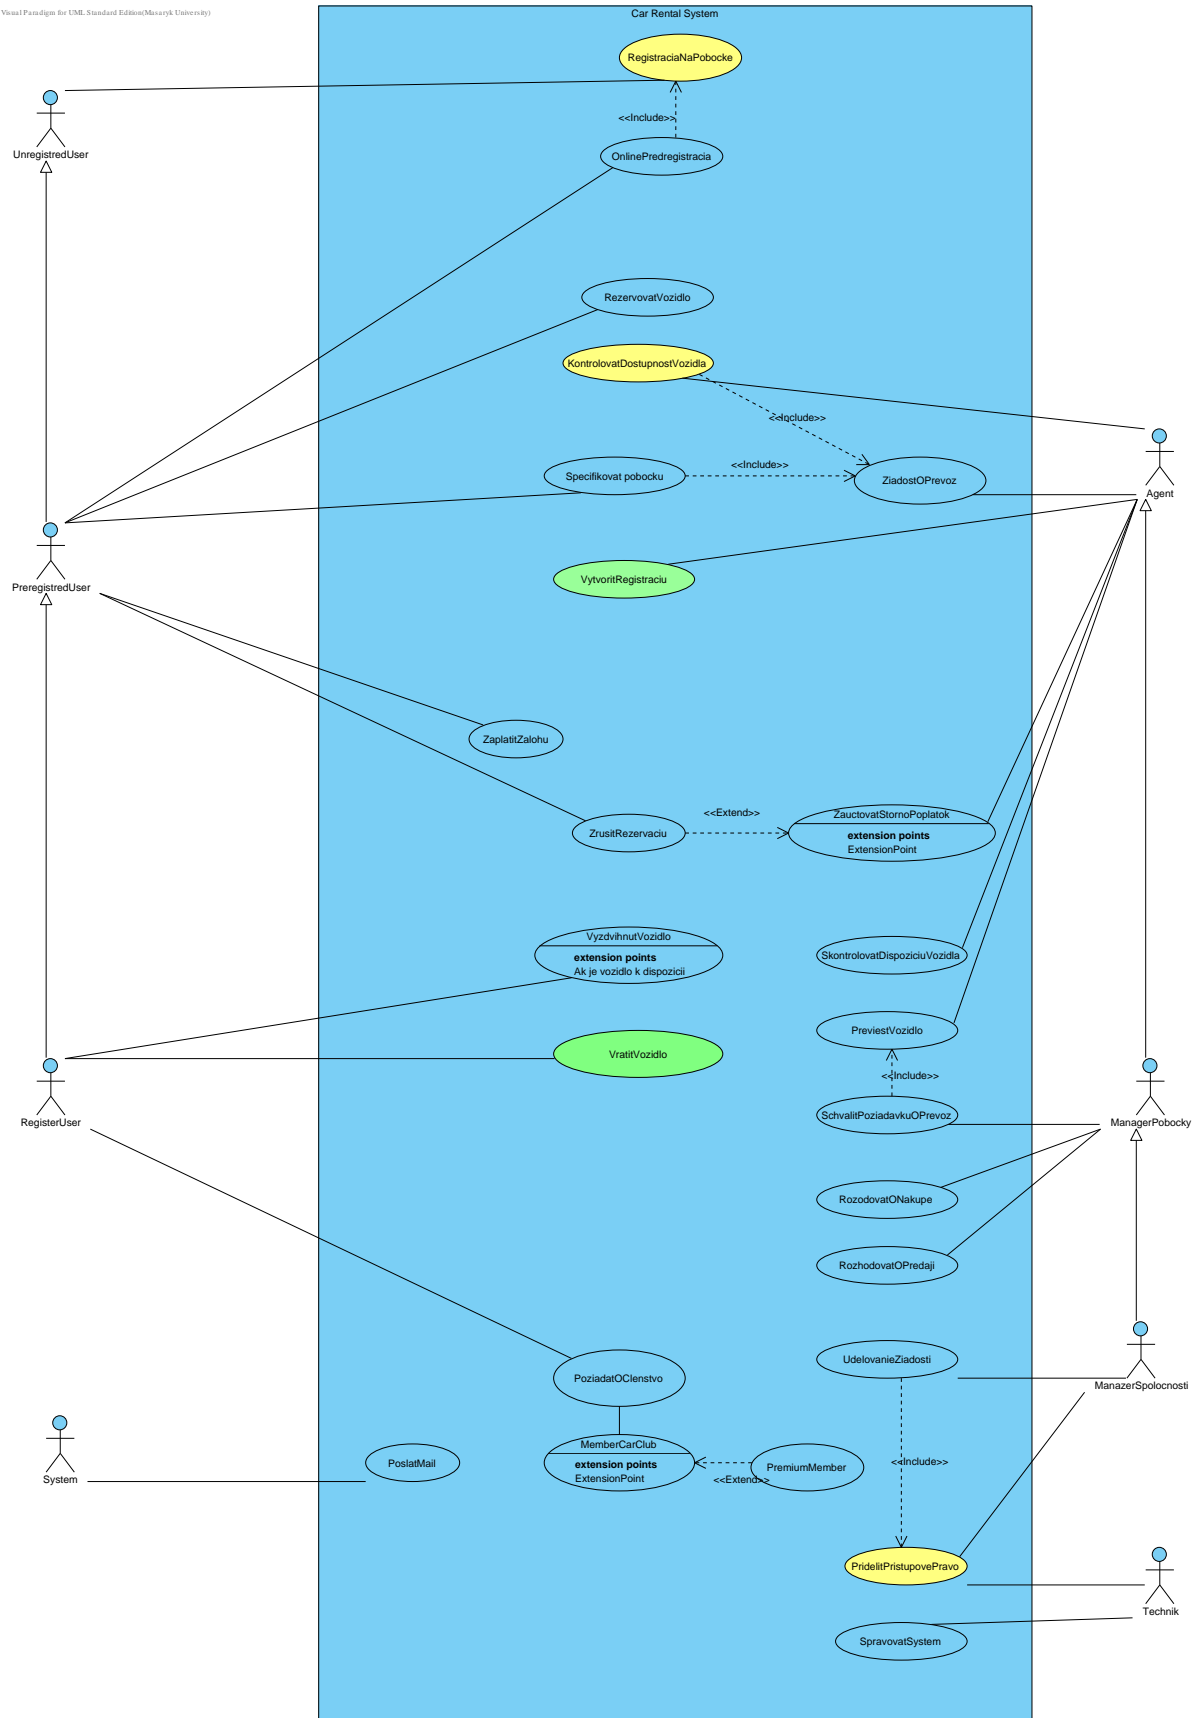 Visual Paradigm for UML Standard Edition(Masaryk University)
Car Rental System
RegistraciaNaPobocke
<<Include>>
UnregistredUser
OnlinePredregistracia
RezervovatVozidlo
KontrolovatDostupnostVozidla
<<Include>>
Specifikovat pobocku
<<Include>>
ZiadostOPrevoz
Agent
VytvoritRegistraciu
PreregistredUser
ZaplatitZalohu
ZrusitRezervaciu
<<Extend>>
ZauctovatStornoPoplatok
extension points
ExtensionPoint
VyzdvihnutVozidlo
extension points
Ak je vozidlo k dispozicii
SkontrolovatDispoziciuVozidla
PreviestVozidlo
VratitVozidlo
<<Include>>
RegisterUser
SchvalitPoziadavkuOPrevoz
ManagerPobocky
RozodovatONakupe
RozhodovatOPredaji
UdelovanieZiadosti
PoziadatOClenstvo
ManazerSpolocnosti
MemberCarClub
extension points
ExtensionPoint
<<Extend>>
PremiumMember
<<Include>>
PoslatMail
System
PridelitPristupovePravo
Technik
SpravovatSystem